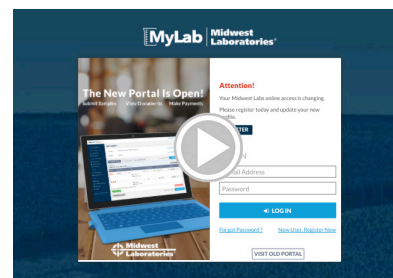 MyLab Midwest Laboratories®
The New Portal Is Open!
Submit Samples View Documents Make Payments
Midwest Laboratories
Attention!
Your Midwest Labs online access is changing.
Please register today and update your new
LOG IN
Password
Forgot Password ?
New User, Register Now
VISIT OLD PORTAL